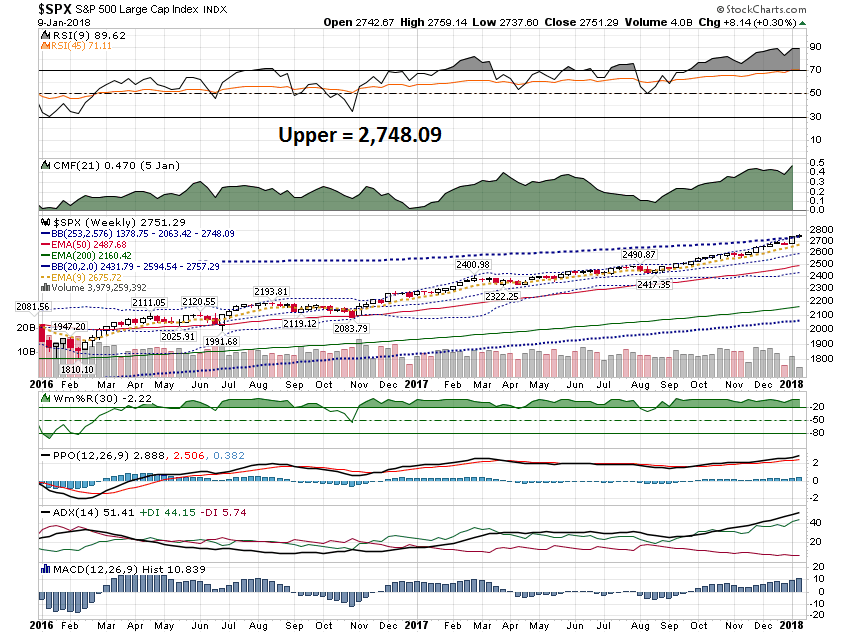 $SPX S&P 500 Large Cap Index INDX
© StockCharts.com
9-Jan-2018
Open 2742.67 High 2759.14 Low 2737.60 Close 2751.29 Volume 4.0B Chg +8.14 (+0.30%)
RSI(9) 89.62
RSI(45) 71.11
90
70
50
30
10
Upper = 2,748.09
CMF(21) 0.470 (5 Jan)
0.5
0.4
0.3
0.2
0.1
0.0
$SPX (Weekly) 2751.29
BB(253,2.576) 1378.75 - 2063.42 - 2748.09
EMA(50) 2487.68
EMA(200) 2160.42
BB(20,2.0) 2431.79 - 2594.54 - 2757.29
EMA(9) 2675.72
Volume 3,979,259,392
2800
2700
2600
2500
2400
2300
2200
2100
2000
1900
1800
20B
10B
2081.56
1947.20
1810.10
2111.05
2025.91
2120.55
1991.68
2193.81
2119.12
2083.79
2400.98
2322.25
2490.87
2417.35
2016 Feb Mar Apr May Jun Jul Aug Sep Oct Nov Dec 2017 Feb Mar Apr May Jun Jul Aug Sep Oct Nov Dec 2018
Wm%R(30) -2.22
-20
-50
-80
PPO(12,26,9) 2.888, 2.506, 0.382
2
0
-2
ADX(14) 51.41 +DI 44.15 -DI 5.74
40
20
MACD(12,26,9) Hist 10.839
20
10
0
-10
-20
2016 Feb Mar Apr May Jun Jul Aug Sep Oct Nov Dec 2017 Feb Mar Apr May Jun Jul Aug Sep Oct Nov Dec 2018